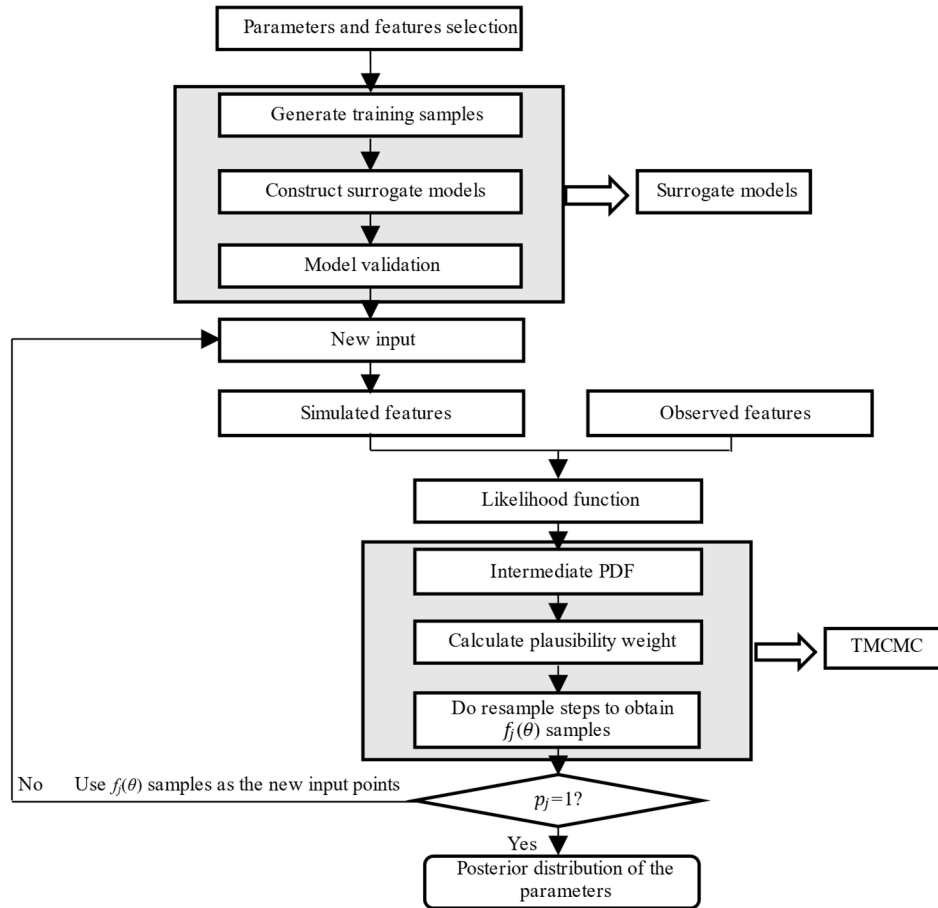 Parameters and features selection
Generate training samples
Construct surrogate models
Surrogate models
Model validation
New input
Simulated features
Observed features
Likelihood function
Intermediate PDF
Calculate plausibility weight
TMCMC
Do resample steps to obtain
fⱼ(θ) samples
No Use fⱼ(θ) samples as the new input points
pⱼ=1?
Yes
Posterior distribution of the
parameters